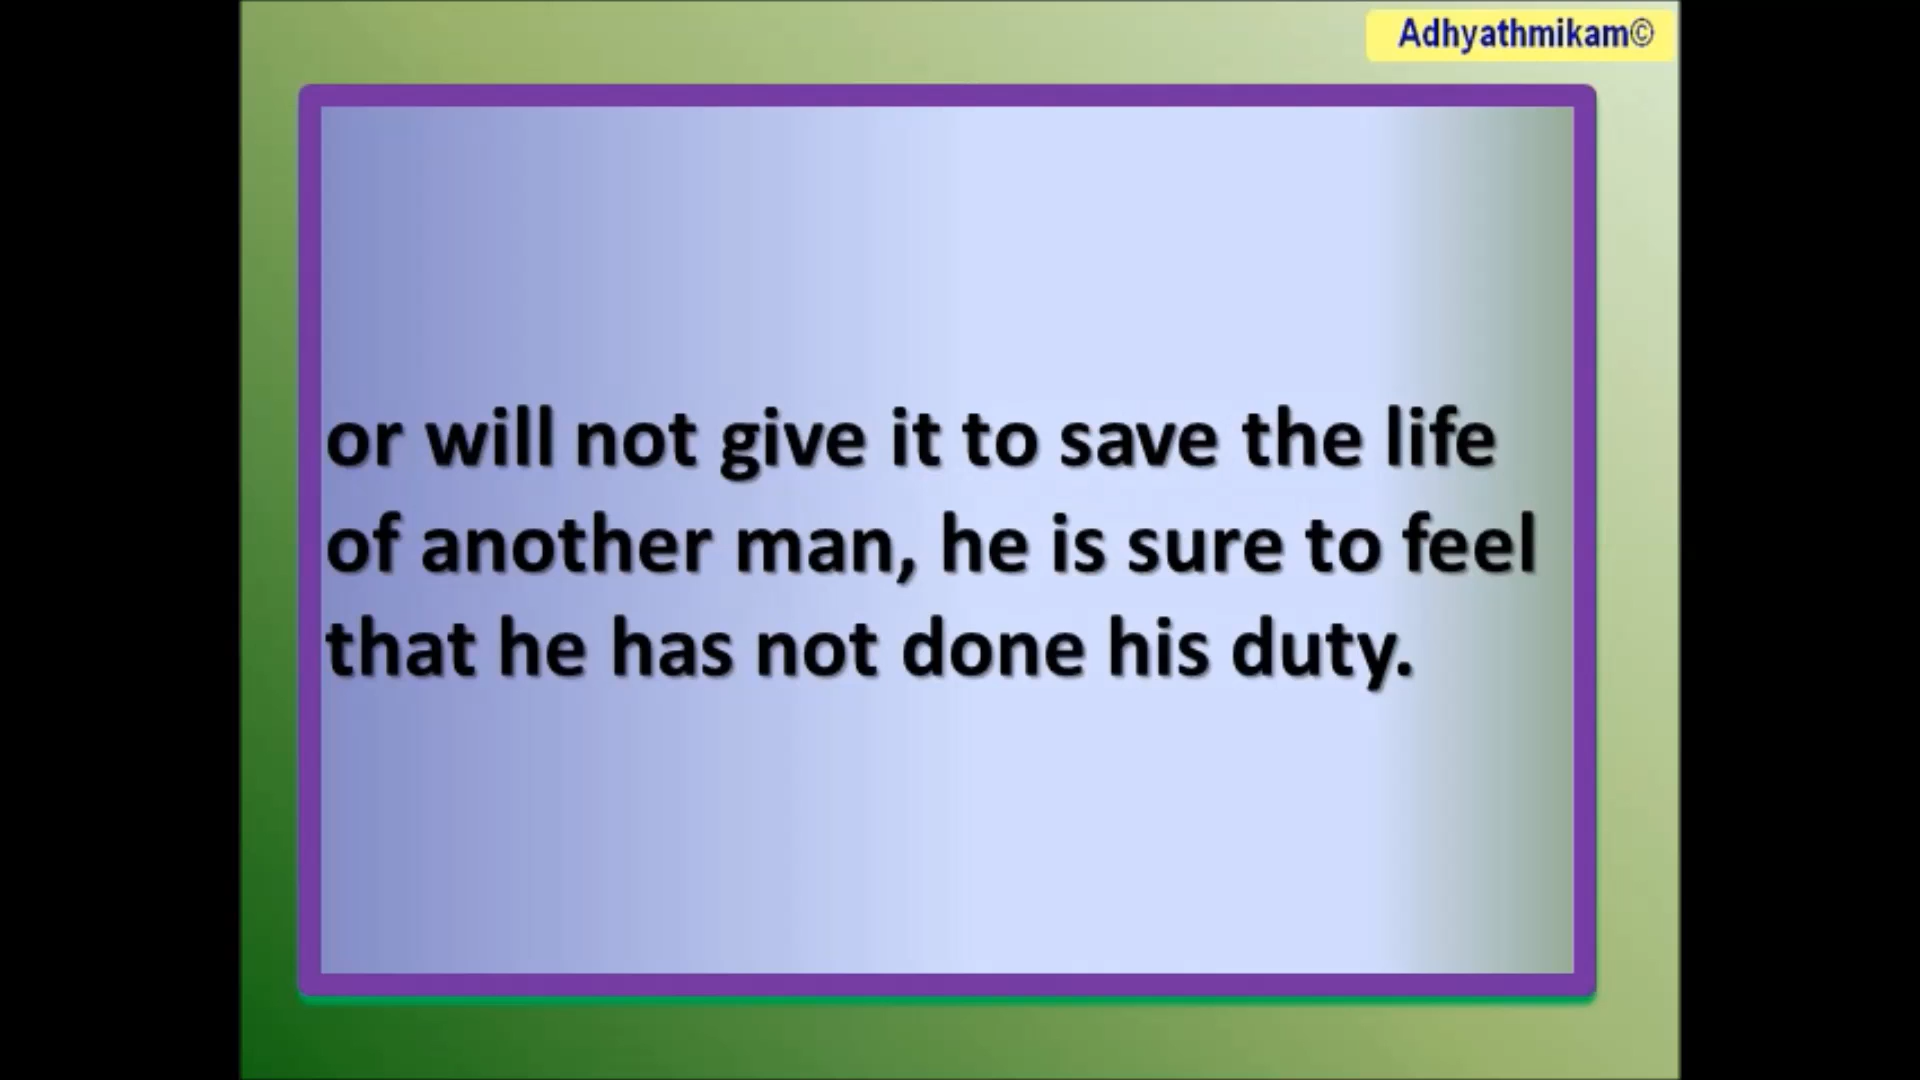 Adhyathmikam©
or will not give it to save the life
of another man, he is sure to feel
that he has not done his duty.